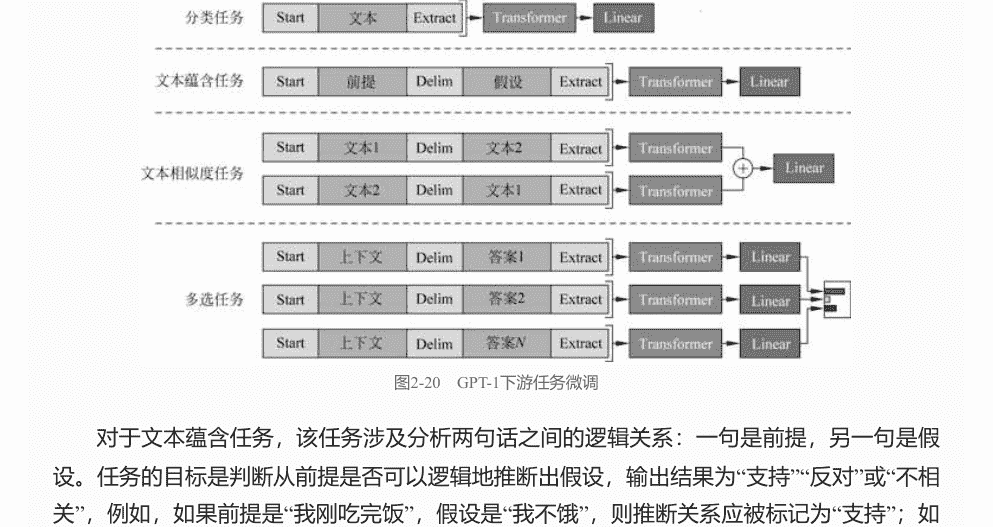 分类任务 Start 文本 Extract Transformer Linear
文本蕴含任务 Start 前提 Delim 假设 Extract Transformer Linear
Start 文本1 Delim 文本2 Extract Transformer
文本相似度任务 Linear
Start 文本2 Delim 文本1 Extract Transformer
Start 上下文 Delim 答案1 Extract Transformer Linear
多选任务 Start 上下文 Delim 答案2 Extract Transformer Linear
Start 上下文 Delim 答案N Extract Transformer Linear
图2-20 GPT-1下游任务微调
对于文本蕴含任务，该任务涉及分析两句话之间的逻辑关系：一句是前提，另一句是假
设。任务的目标是判断从前提是否可以逻辑地推断出假设，输出结果为“支持”“反对”或“不相
关”，例如，如果前提是“我刚吃完饭”，假设是“我不饿”，则推断关系应被标记为“支持”；如